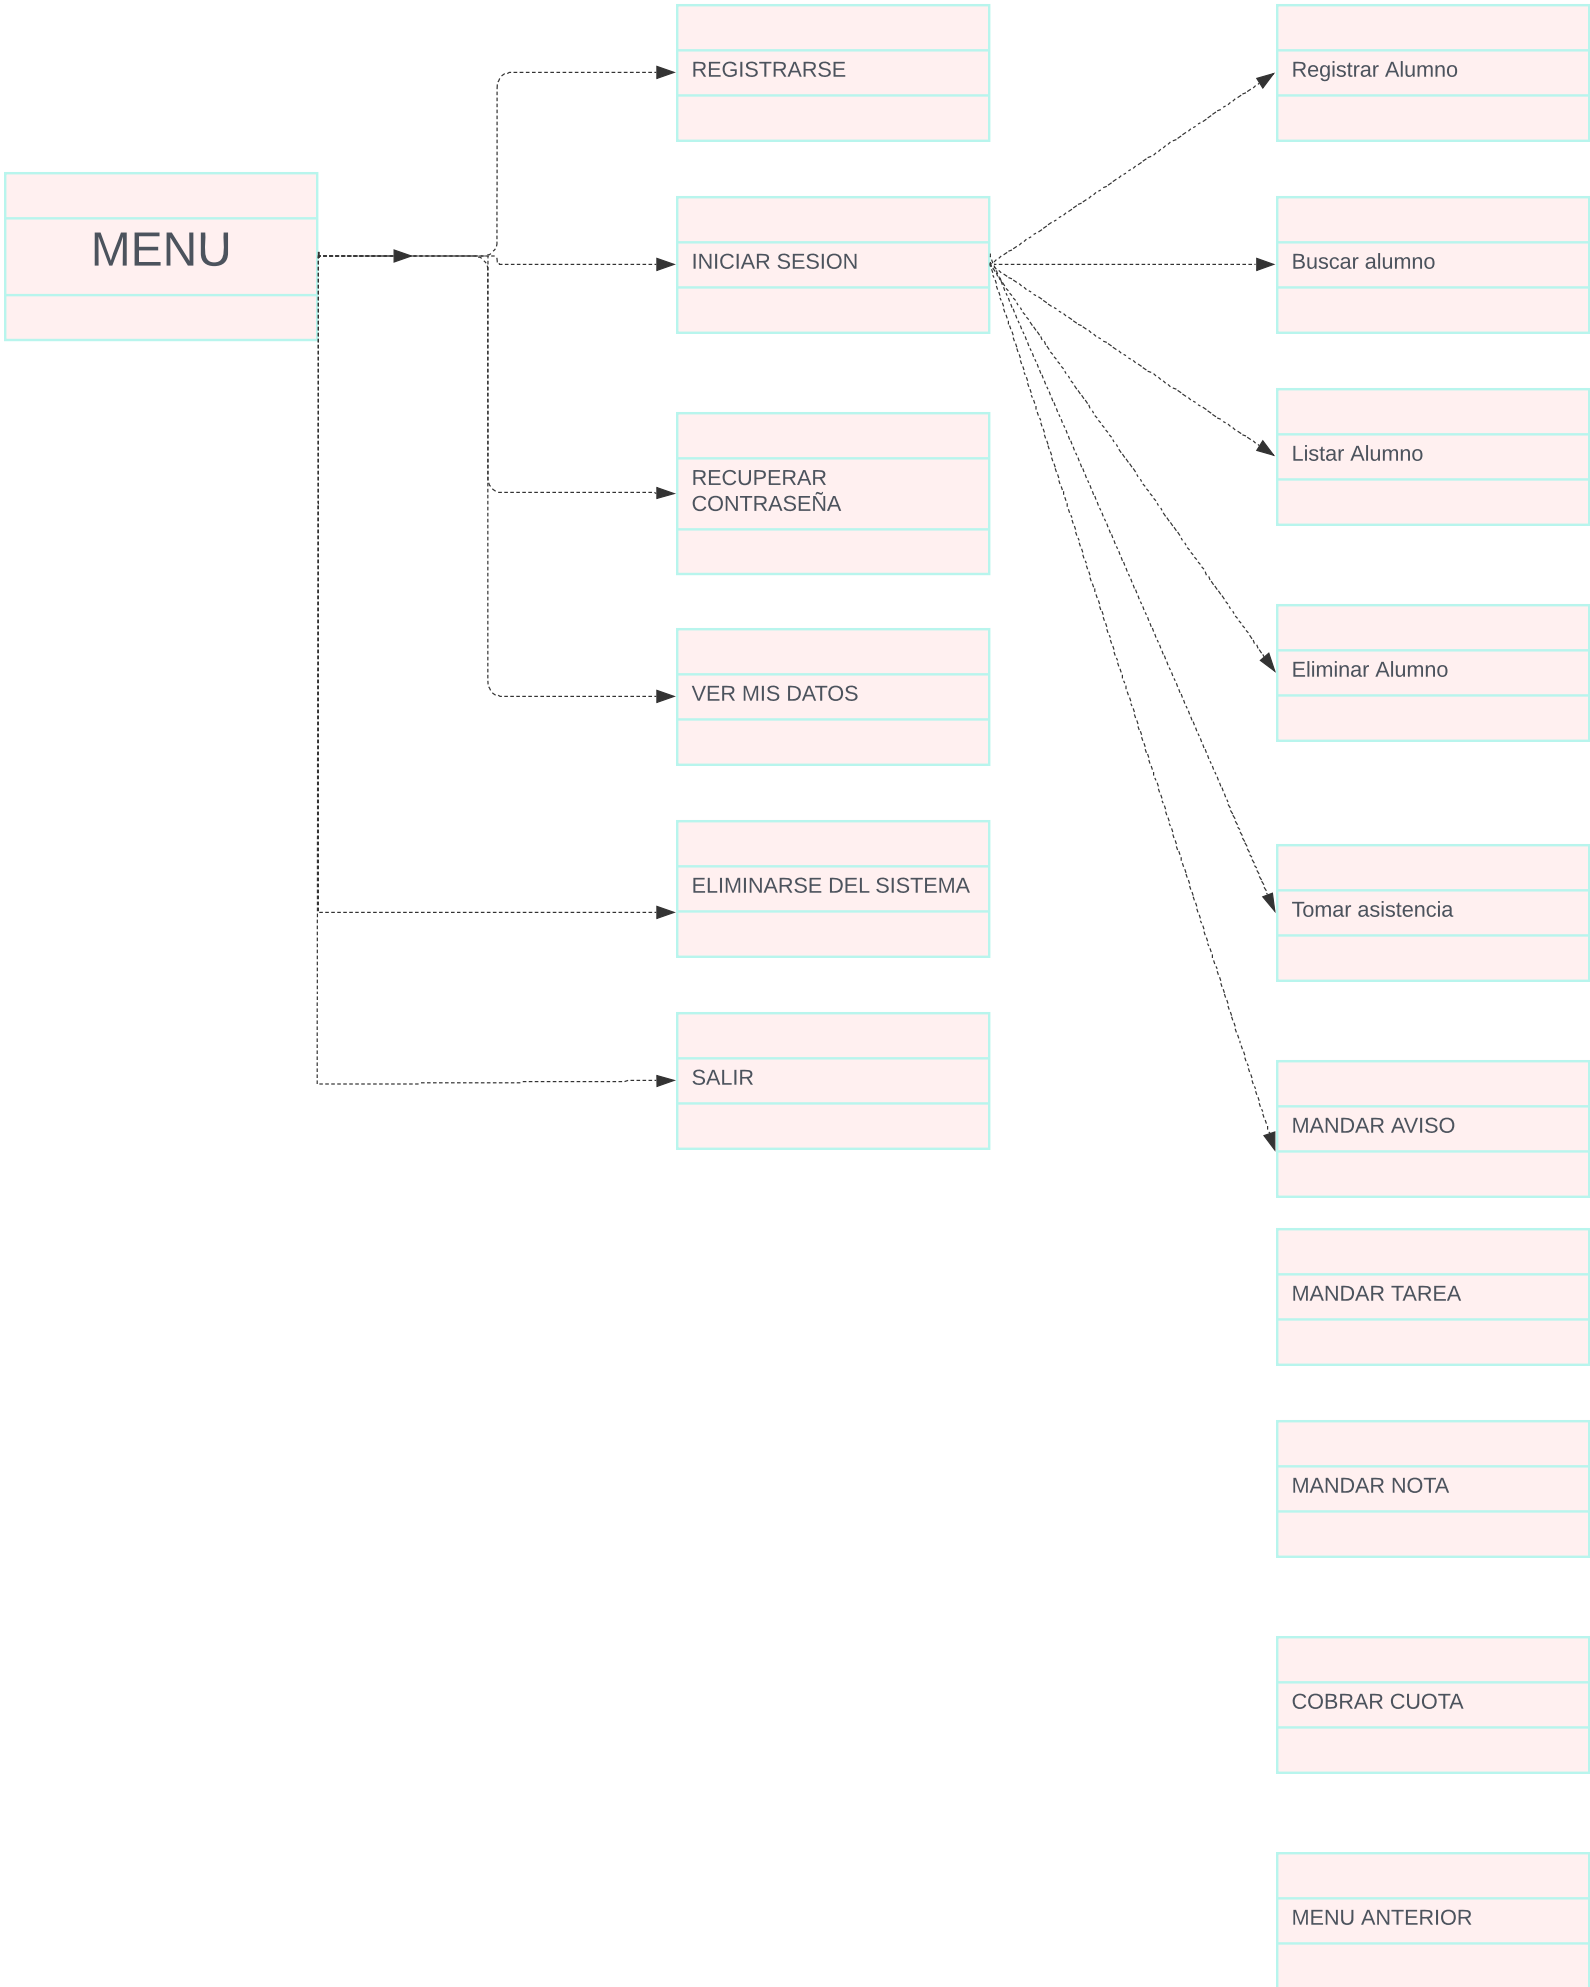 MENU
REGISTRARSE
INICIAR SESION
RECUPERAR
CONTRASEÑA
VER MIS DATOS
ELIMINARSE DEL SISTEMA
SALIR
Registrar Alumno
Buscar alumno
Listar Alumno
Eliminar Alumno
Tomar asistencia
MANDAR AVISO
MANDAR TAREA
MANDAR NOTA
COBRAR CUOTA
MENU ANTERIOR